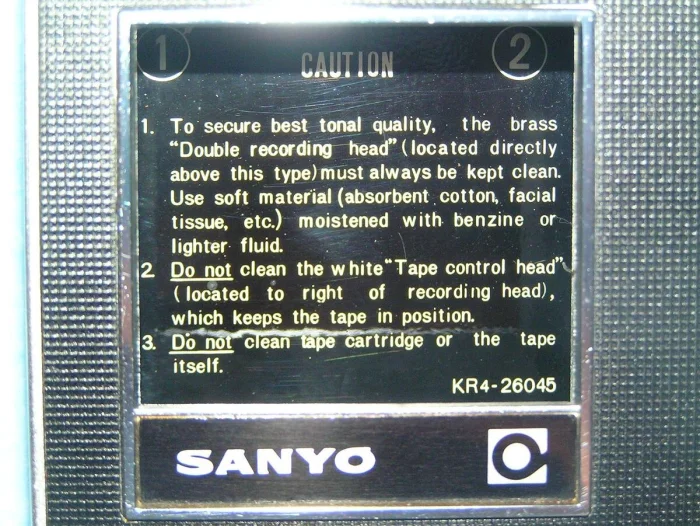 1 CAUTION 2
1. To secure best tonal quality, the brass
“Double recording head” (located directly
above this type) must always be kept clean.
Use soft material (absorbent cotton, facial
tissue, etc.) moistened with benzine or
lighter fluid.
2. Do not clean the white “Tape control head”
(located to right of recording head),
which keeps the tape in position.
3. Do not clean tape cartridge or the tape
itself.
KR4-26045
SANYO